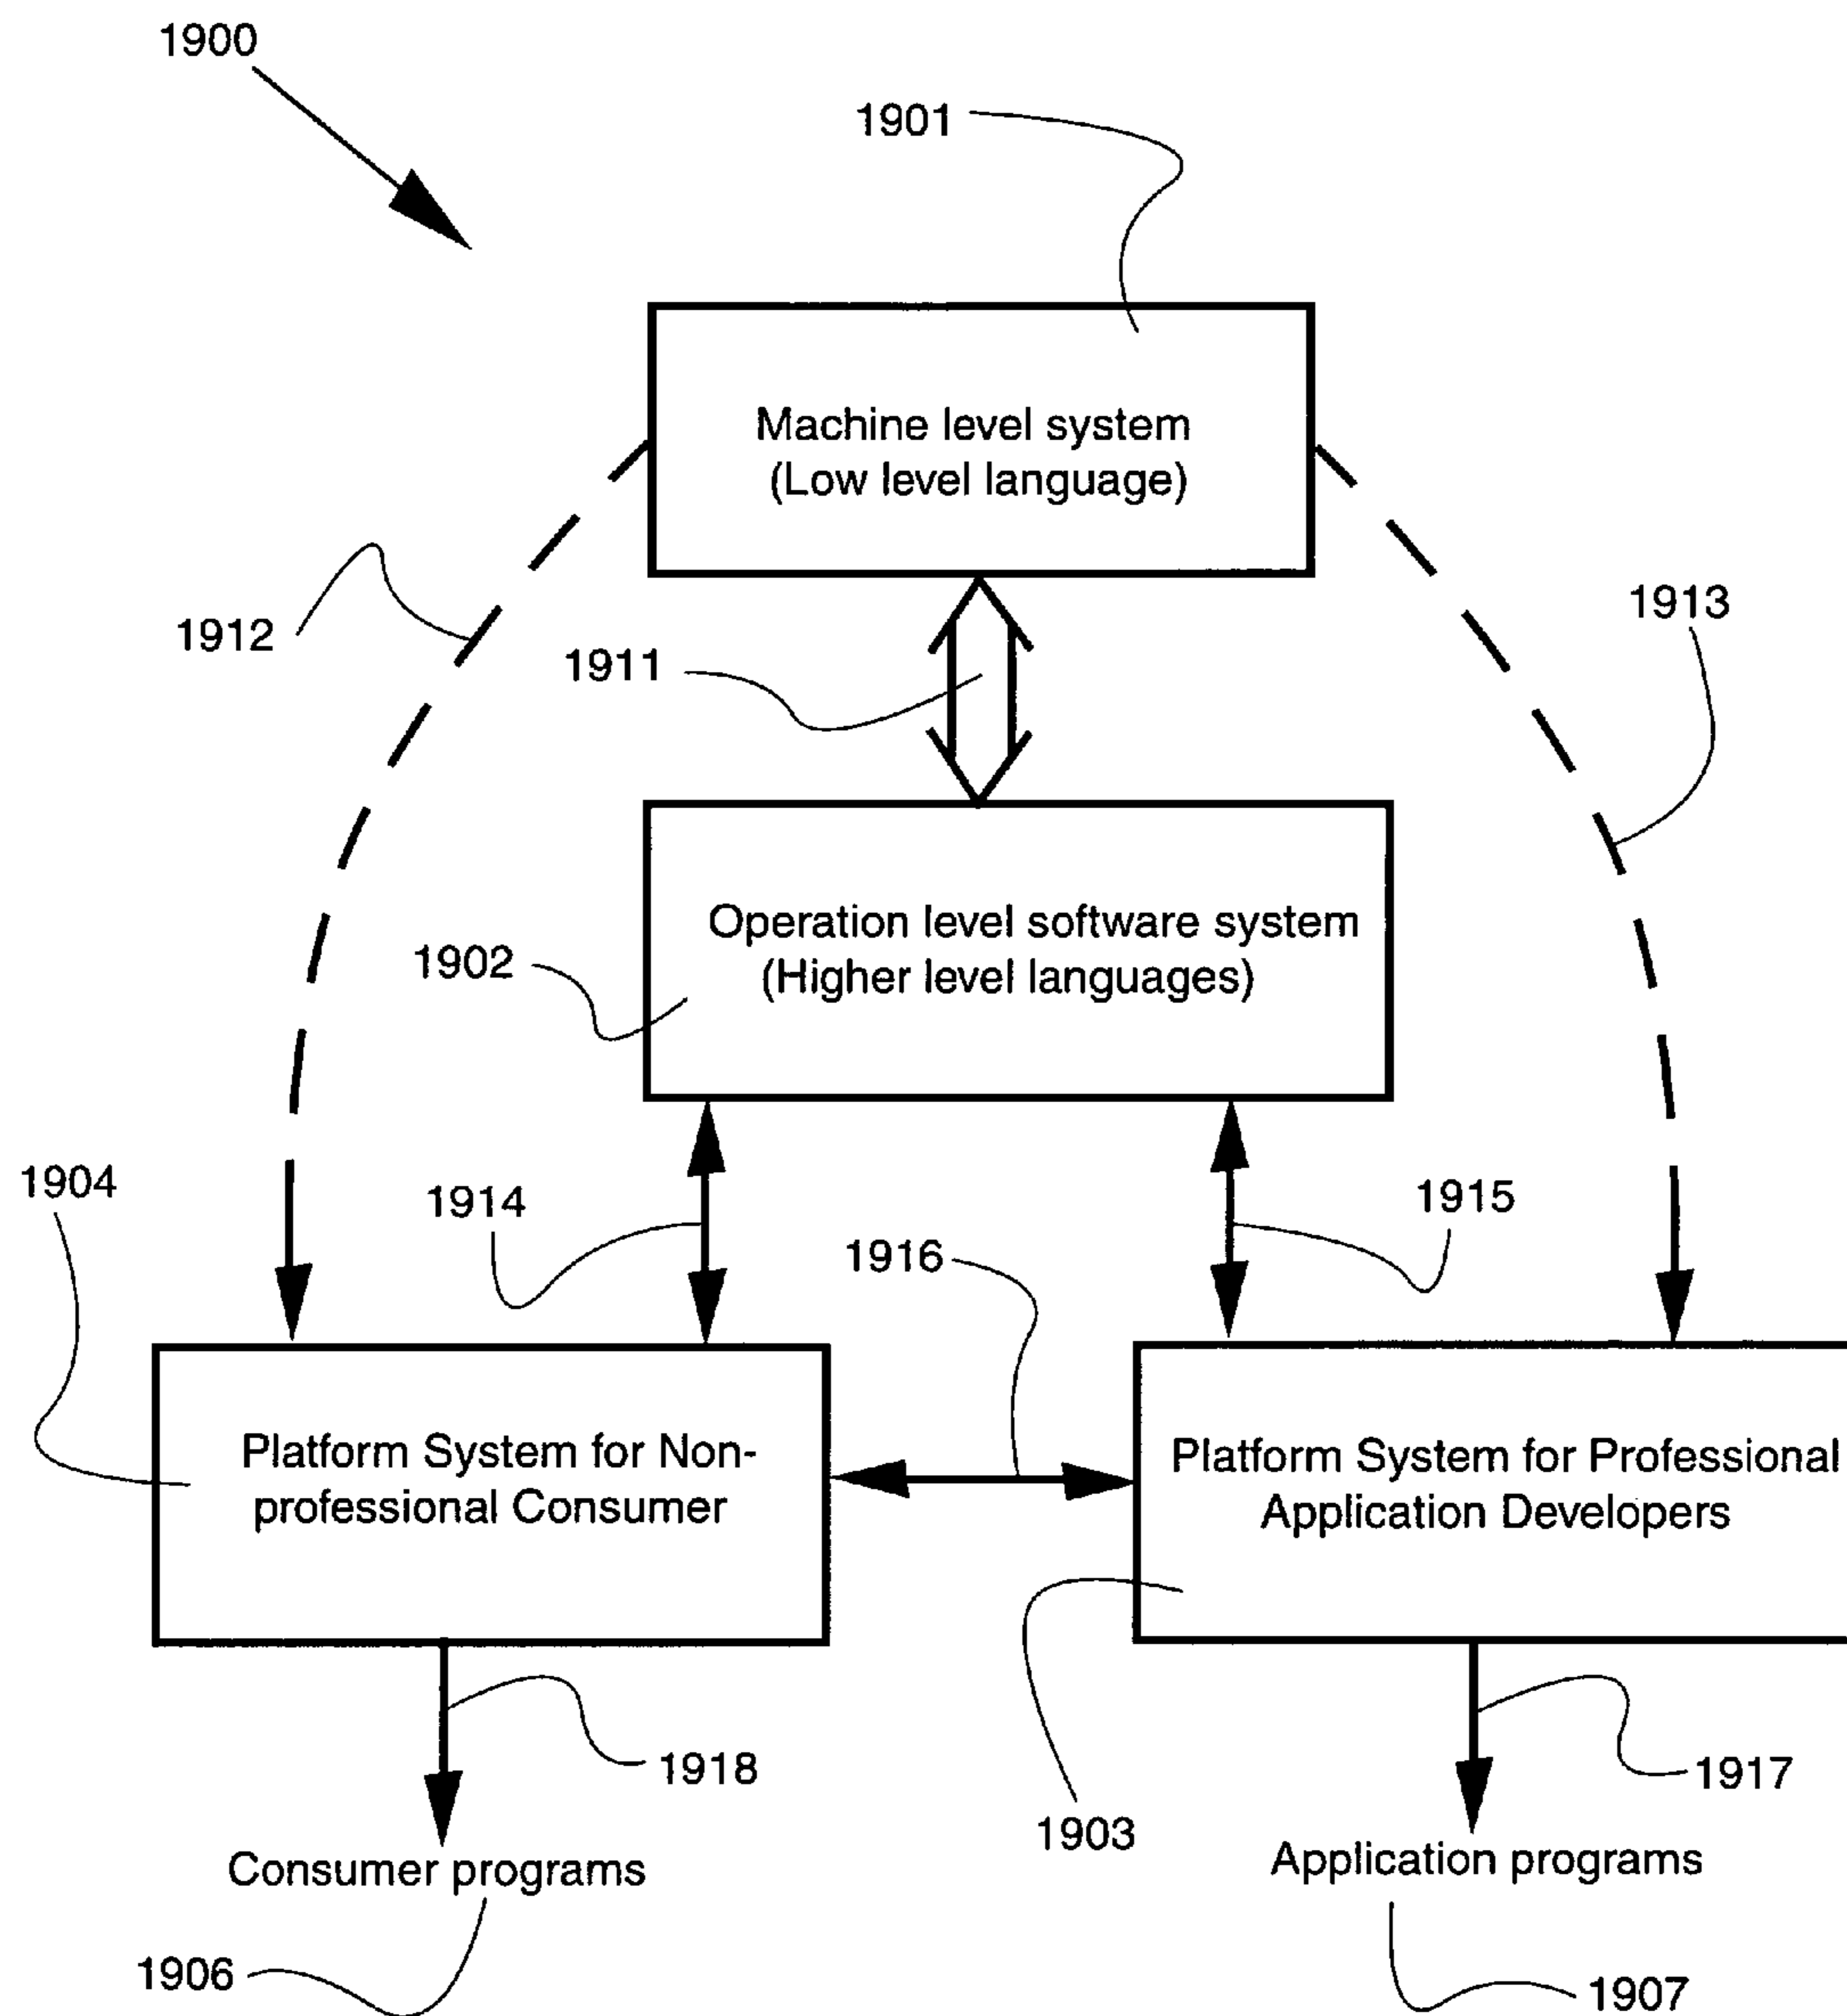 1900
1901
Machine level system
(Low level language)
1912
1911
1913
Operation level software system
(Higher level languages)
1902
1904
1914
1916
1915
Platform System for Non-
professional Consumer
Platform System for Professional
Application Developers
1918
1903
1917
Consumer programs
Application programs
1906
1907